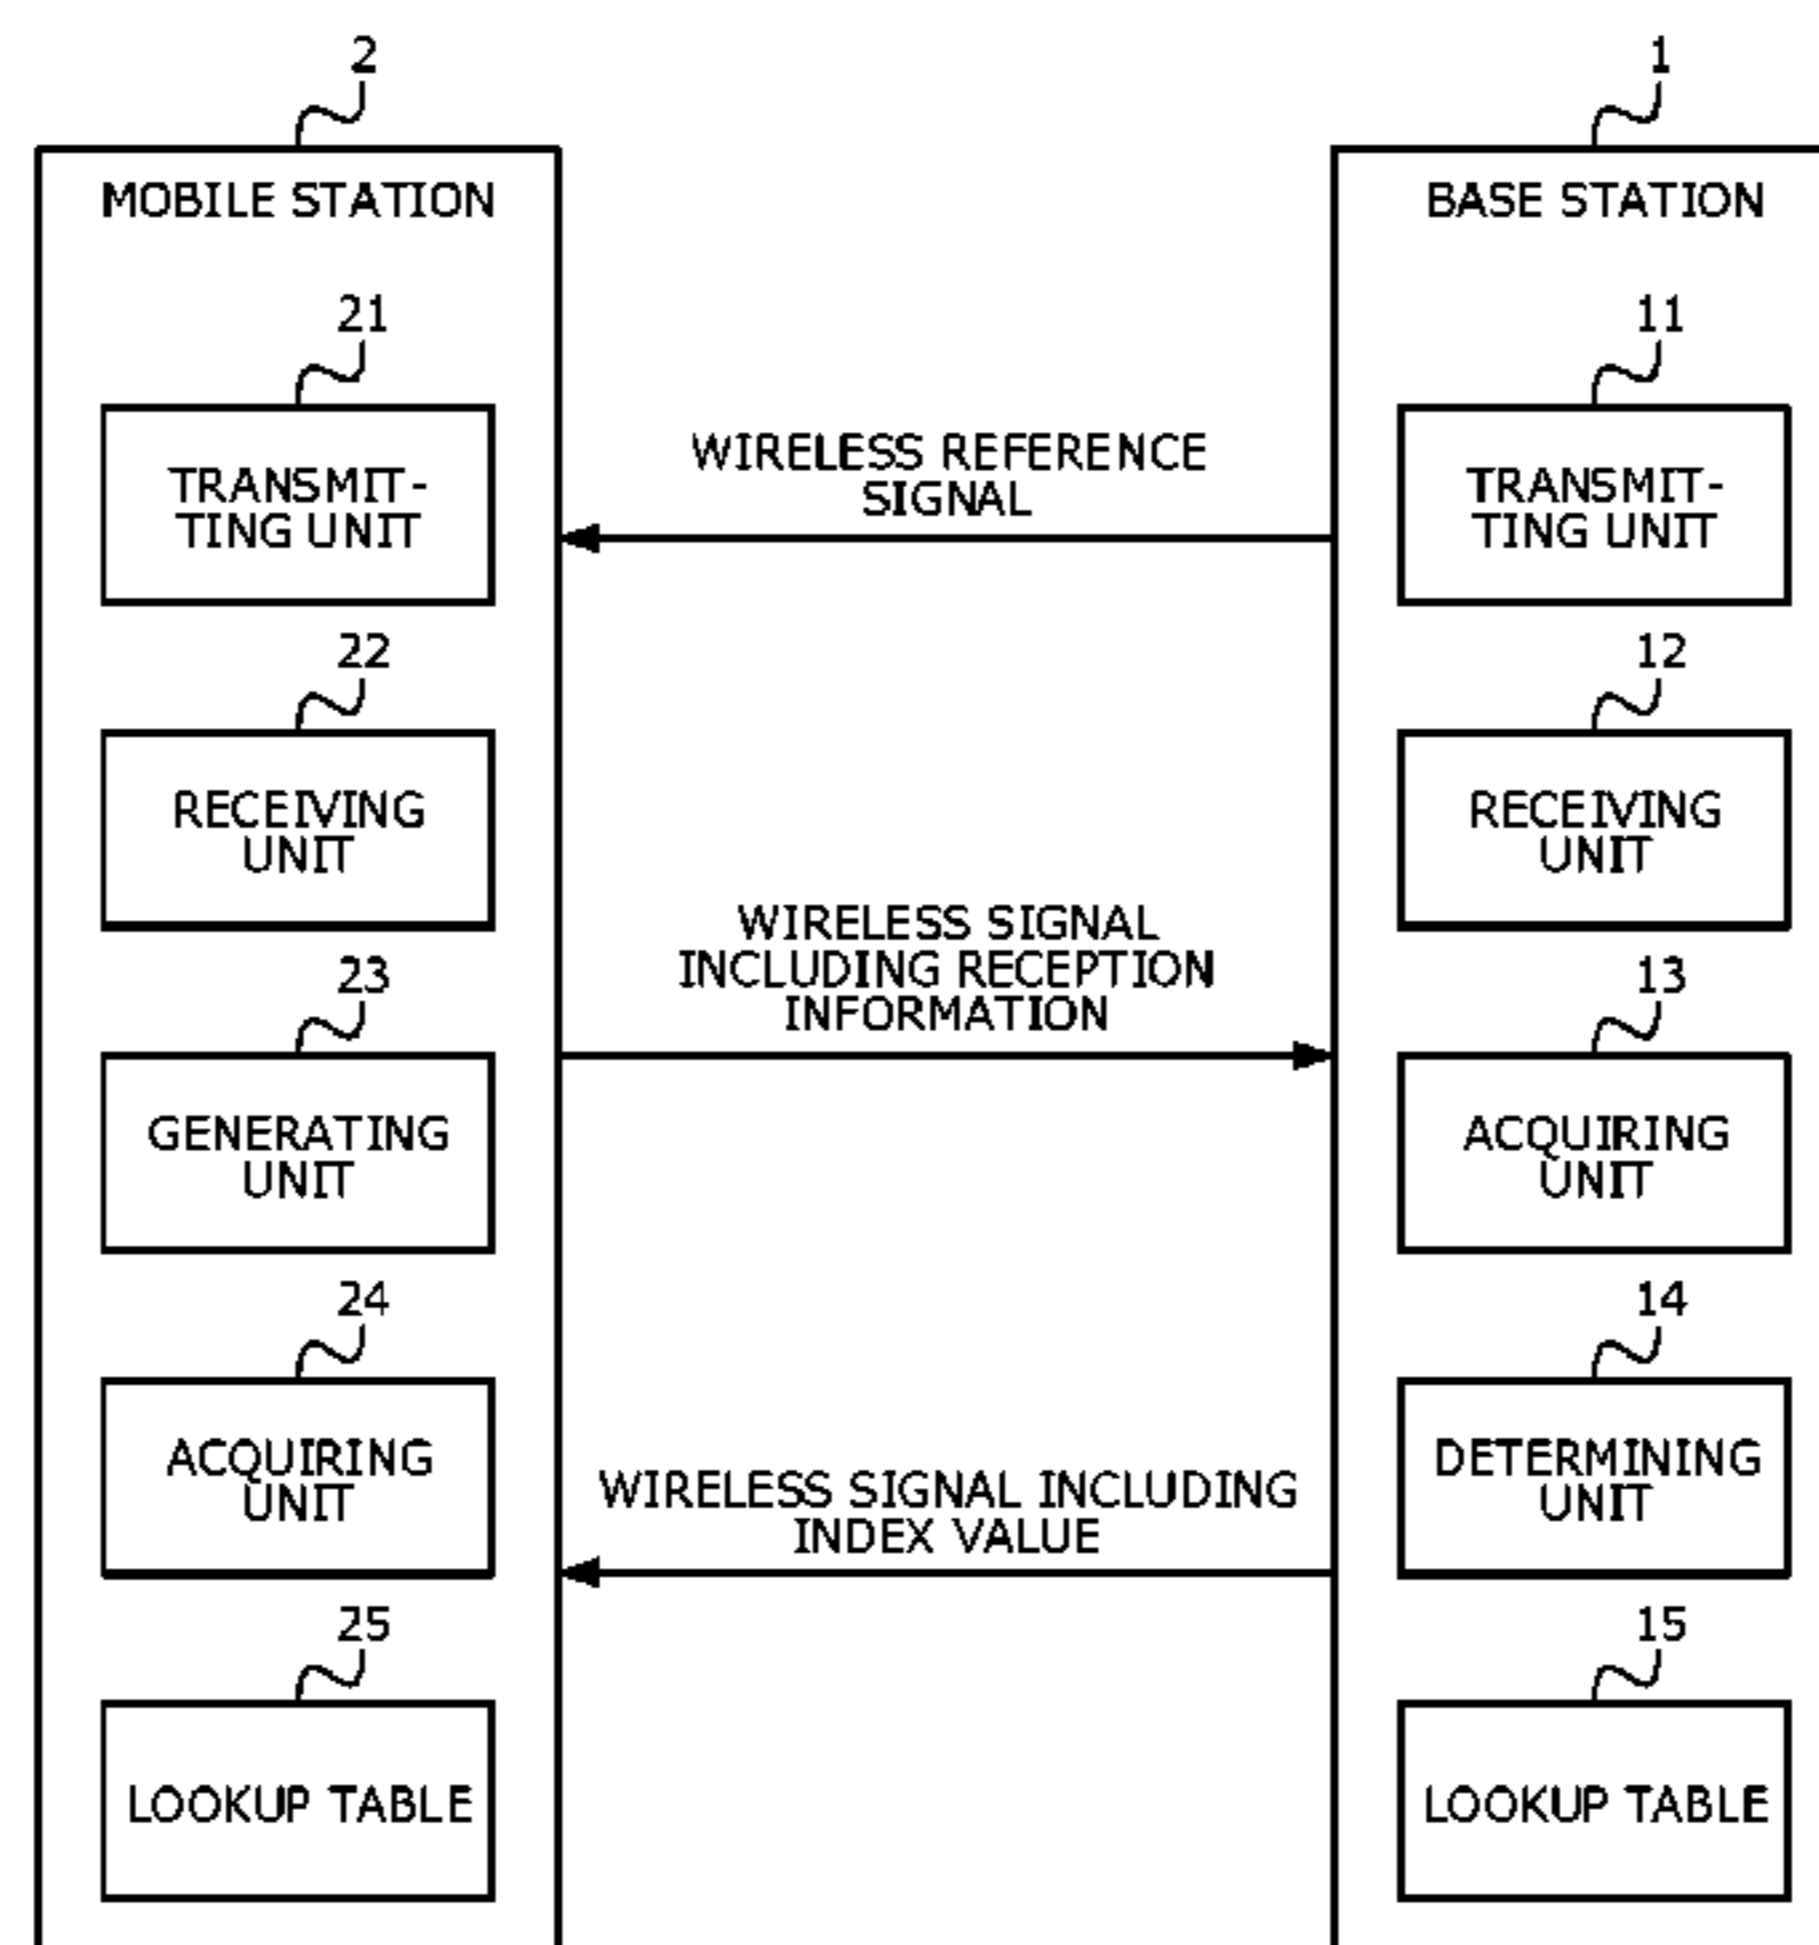 2
1
MOBILE STATION
BASE STATION
21
11
TRANSMIT-
TING UNIT
WIRELESS REFERENCE
SIGNAL
TRANSMIT-
TING UNIT
22
12
RECEIVING
UNIT
RECEIVING
UNIT
WIRELESS SIGNAL
INCLUDING RECEPTION
INFORMATION
23
13
GENERATING
UNIT
ACQUIRING
UNIT
24
14
ACQUIRING
UNIT
WIRELESS SIGNAL INCLUDING
INDEX VALUE
DETERMINING
UNIT
25
15
LOOKUP TABLE
LOOKUP TABLE